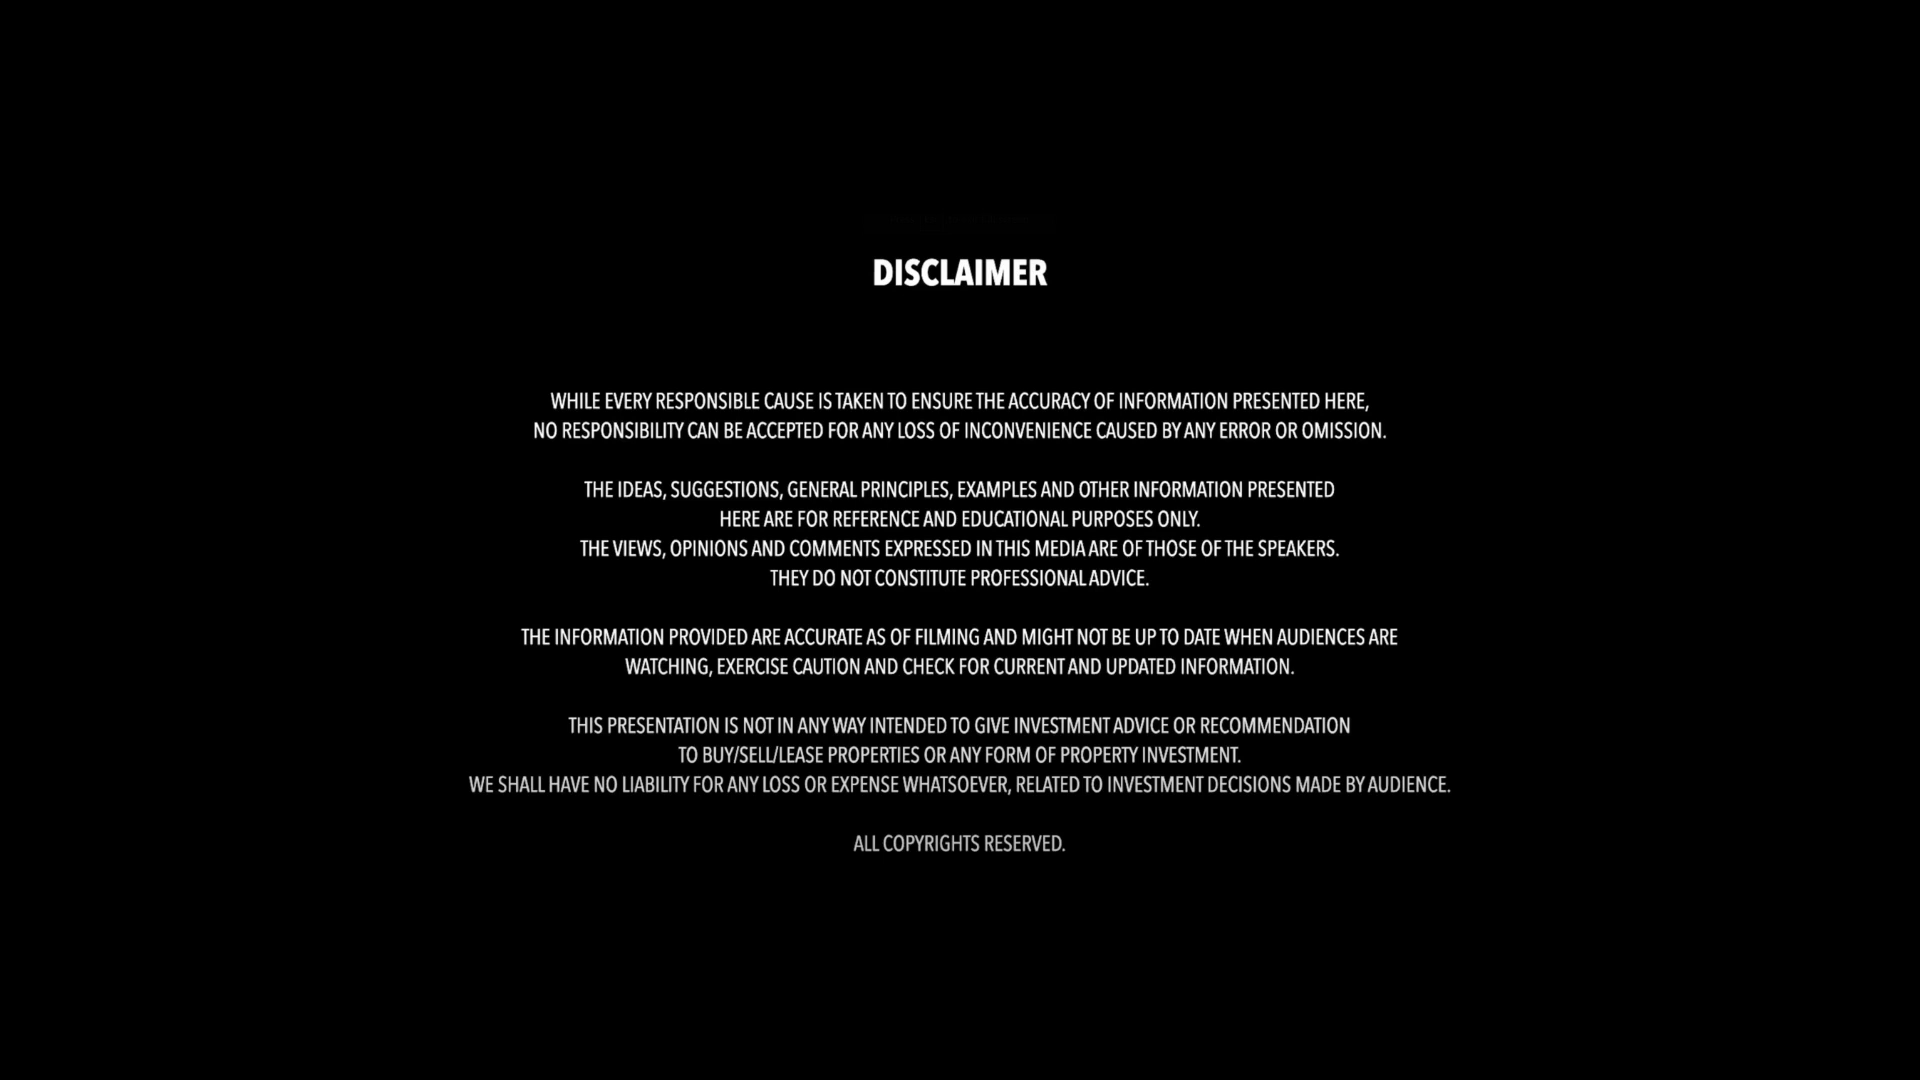 DISCLAIMER
WHILE EVERY RESPONSIBLE CAUSE IS TAKEN TO ENSURE THE ACCURACY OF INFORMATION PRESENTED HERE,
NO RESPONSIBILITY CAN BE ACCEPTED FOR ANY LOSS OF INCONVENIENCE CAUSED BY ANY ERROR OR OMISSION.
THE IDEAS, SUGGESTIONS, GENERAL PRINCIPLES, EXAMPLES AND OTHER INFORMATION PRESENTED
HERE ARE FOR REFERENCE AND EDUCATIONAL PURPOSES ONLY.
THE VIEWS, OPINIONS AND COMMENTS EXPRESSED IN THIS MEDIA ARE OF THOSE OF THE SPEAKERS.
THEY DO NOT CONSTITUTE PROFESSIONAL ADVICE.
THE INFORMATION PROVIDED ARE ACCURATE AS OF FILMING AND MIGHT NOT BE UP TO DATE WHEN AUDIENCES ARE
WATCHING, EXERCISE CAUTION AND CHECK FOR CURRENT AND UPDATED INFORMATION.
THIS PRESENTATION IS NOT IN ANY WAY INTENDED TO GIVE INVESTMENT ADVICE OR RECOMMENDATION
TO BUY/SELL/LEASE PROPERTIES OR ANY FORM OF PROPERTY INVESTMENT.
WE SHALL HAVE NO LIABILITY FOR ANY LOSS OR EXPENSE WHATSOEVER, RELATED TO INVESTMENT DECISIONS MADE BY AUDIENCE.
ALL COPYRIGHTS RESERVED.